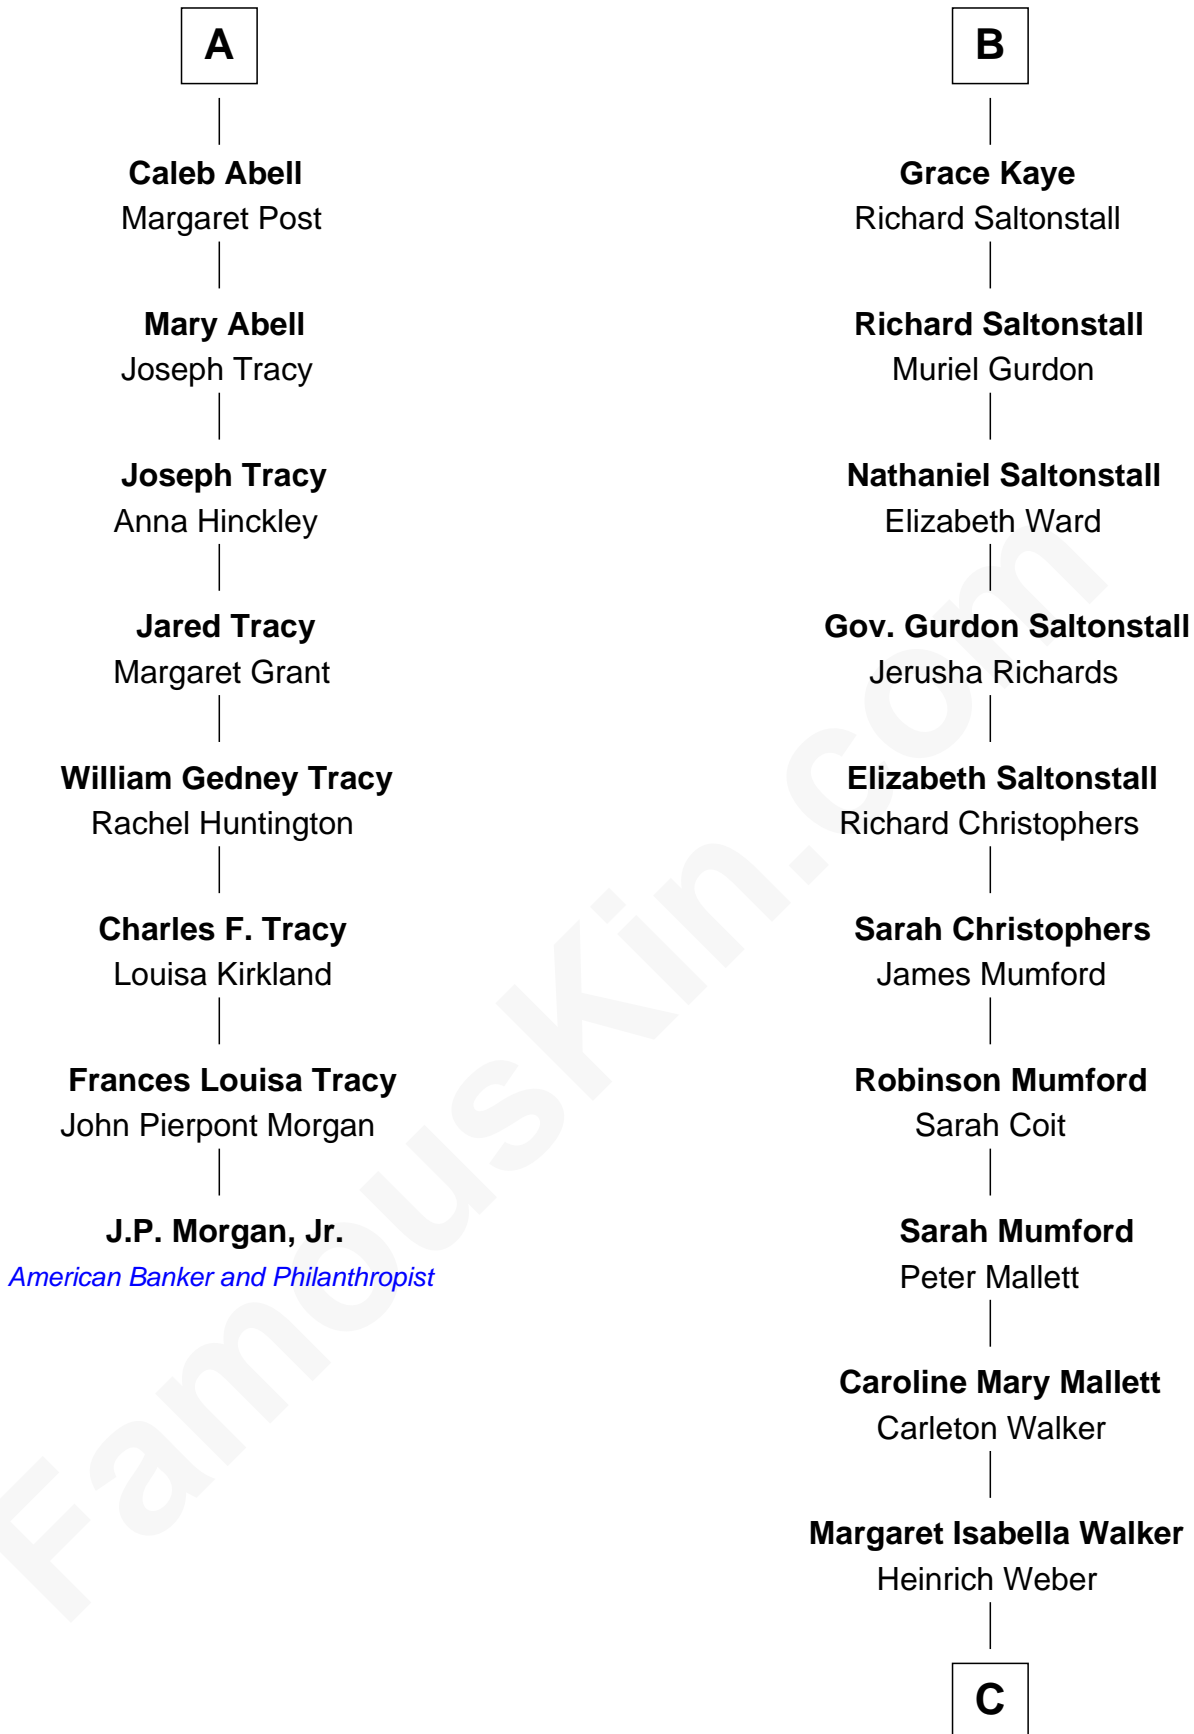 A
Caleb Abell
Margaret Post
Mary Abell
Joseph Tracy
Joseph Tracy
Anna Hinckley
Jared Tracy
Margaret Grant
William Gedney Tracy
Rachel Huntington
Charles F. Tracy
Louisa Kirkland
Frances Louisa Tracy
John Pierpont Morgan
J.P. Morgan, Jr.
American Banker and Philanthropist
B
Grace Kaye
Richard Saltonstall
Richard Saltonstall
Muriel Gurdon
Nathaniel Saltonstall
Elizabeth Ward
Gov. Gurdon Saltonstall
Jerusha Richards
Elizabeth Saltonstall
Richard Christophers
Sarah Christophers
James Mumford
Robinson Mumford
Sarah Coit
Sarah Mumford
Peter Mallett
Caroline Mary Mallett
Carleton Walker
Margaret Isabella Walker
Heinrich Weber
C
FamousKin.com